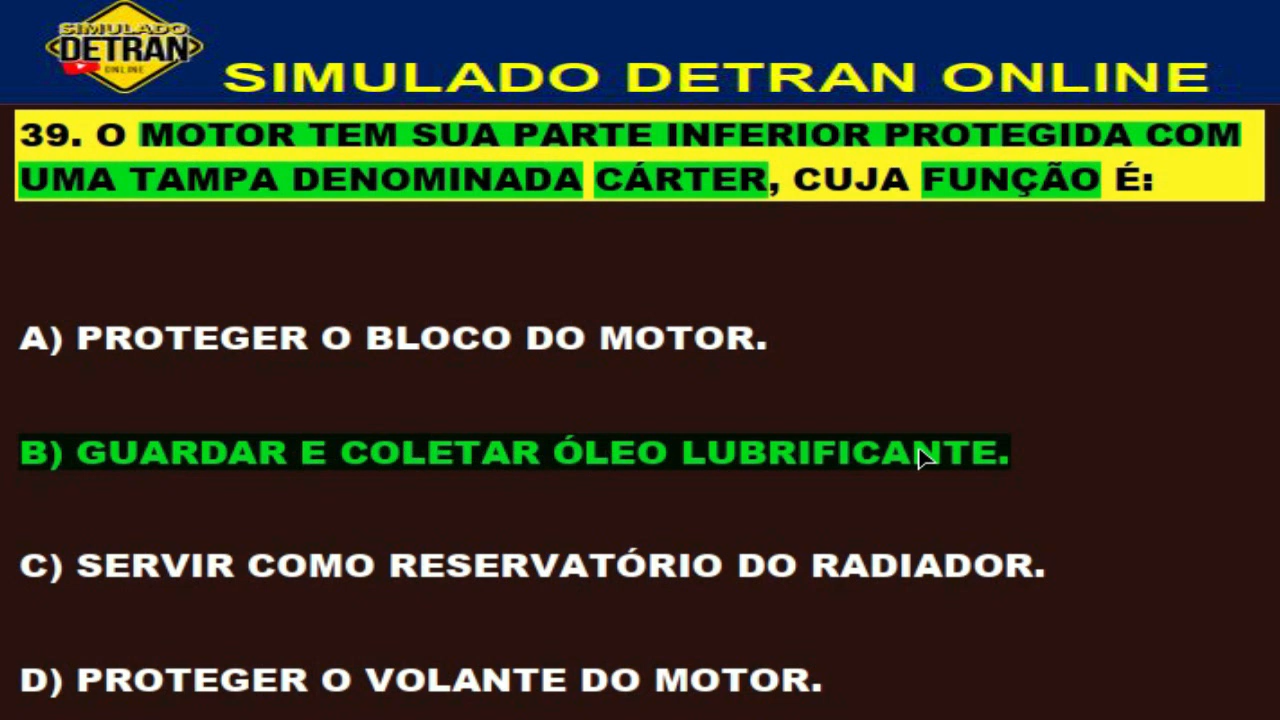 SIMULADO
DETRAN
ONLINE
SIMULADO DETRAN ONLINE
39. O MOTOR TEM SUA PARTE INFERIOR PROTEGIDA COM
UMA TAMPA DENOMINADA CÁRTER, CUJA FUNÇÃO É:
A) PROTEGER O BLOCO DO MOTOR.
B) GUARDAR E COLETAR ÓLEO LUBRIFICANTE.
C) SERVIR COMO RESERVATÓRIO DO RADIADOR.
D) PROTEGER O VOLANTE DO MOTOR.